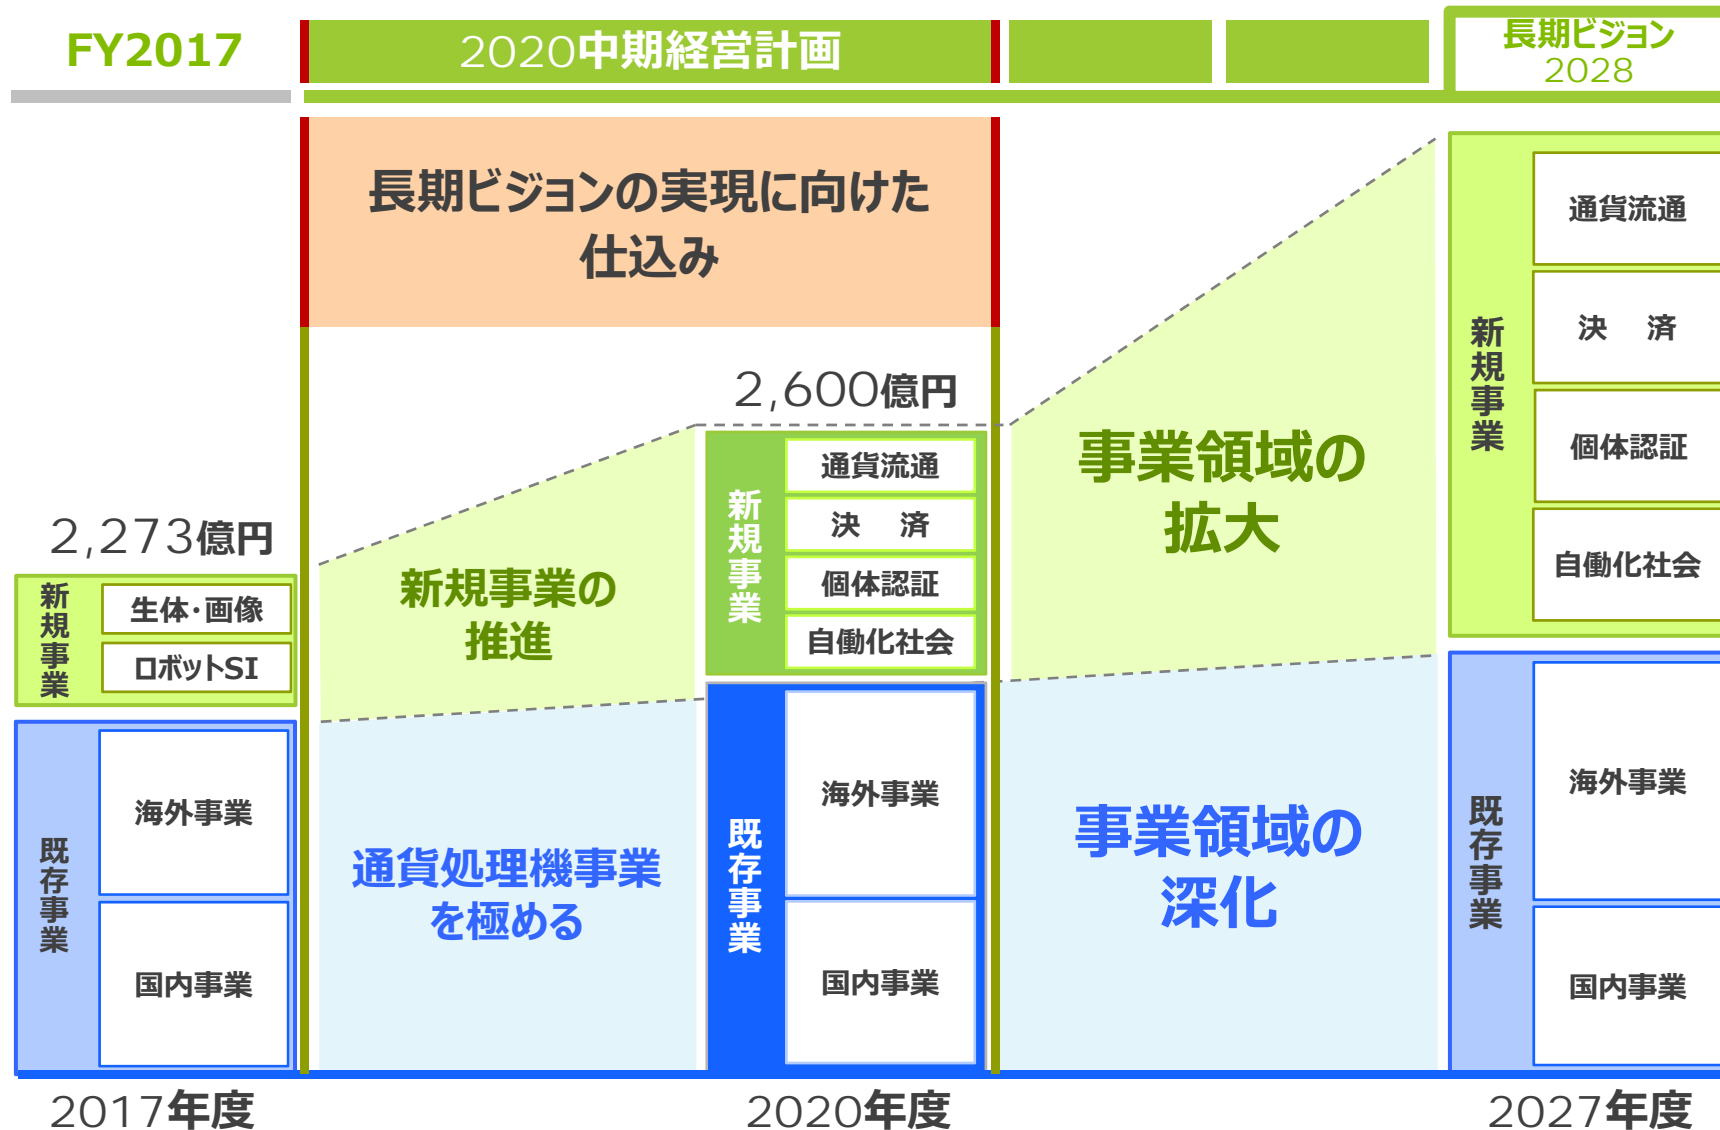 FY2017
2020中期経営計画
長期ビジョン
2028
長期ビジョンの実現に向けた
仕込み
2,273億円
新規事業
生体・画像
ロボットSI
既存事業
海外事業
国内事業
2017年度
新規事業の
推進
通貨処理機事業
を極める
2,600億円
新規事業
通貨流通
決 済
個体認証
自働化社会
既存事業
海外事業
国内事業
2020年度
事業領域の
拡大
事業領域の
深化
新規事業
通貨流通
決 済
個体認証
自働化社会
既存事業
海外事業
国内事業
2027年度